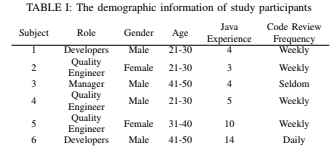 TABLE I: The demographic information of study participants
Subject Role Gender Age Java Experience Code Review Frequency
1 Developers Male 21-30 4 Weekly
2 Quality Engineer Female 21-30 3 Weekly
3 Manager Male 41-50 4 Seldom
4 Quality Engineer Male 21-30 5 Weekly
5 Quality Engineer Female 31-40 10 Weekly
6 Developers Male 41-50 14 Daily